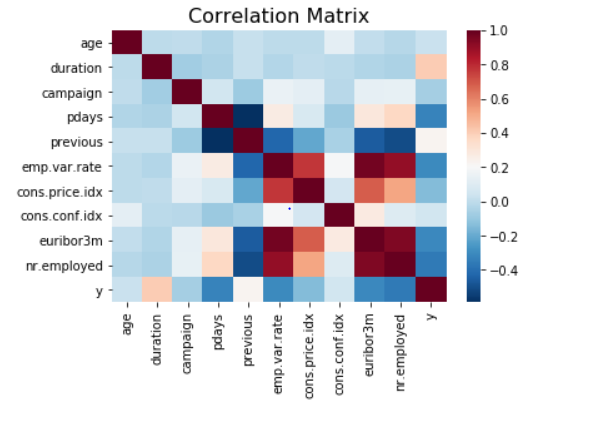 Correlation Matrix
age
duration
campaign
pdays
previous
emp.var.rate
cons.price.idx
cons.conf.idx
euribor3m
nr.employed
y
age
duration
campaign
pdays
previous
emp.var.rate
cons.price.idx
cons.conf.idx
euribor3m
nr.employed
y
1.0
0.8
0.6
0.4
0.2
0.0
−0.2
−0.4